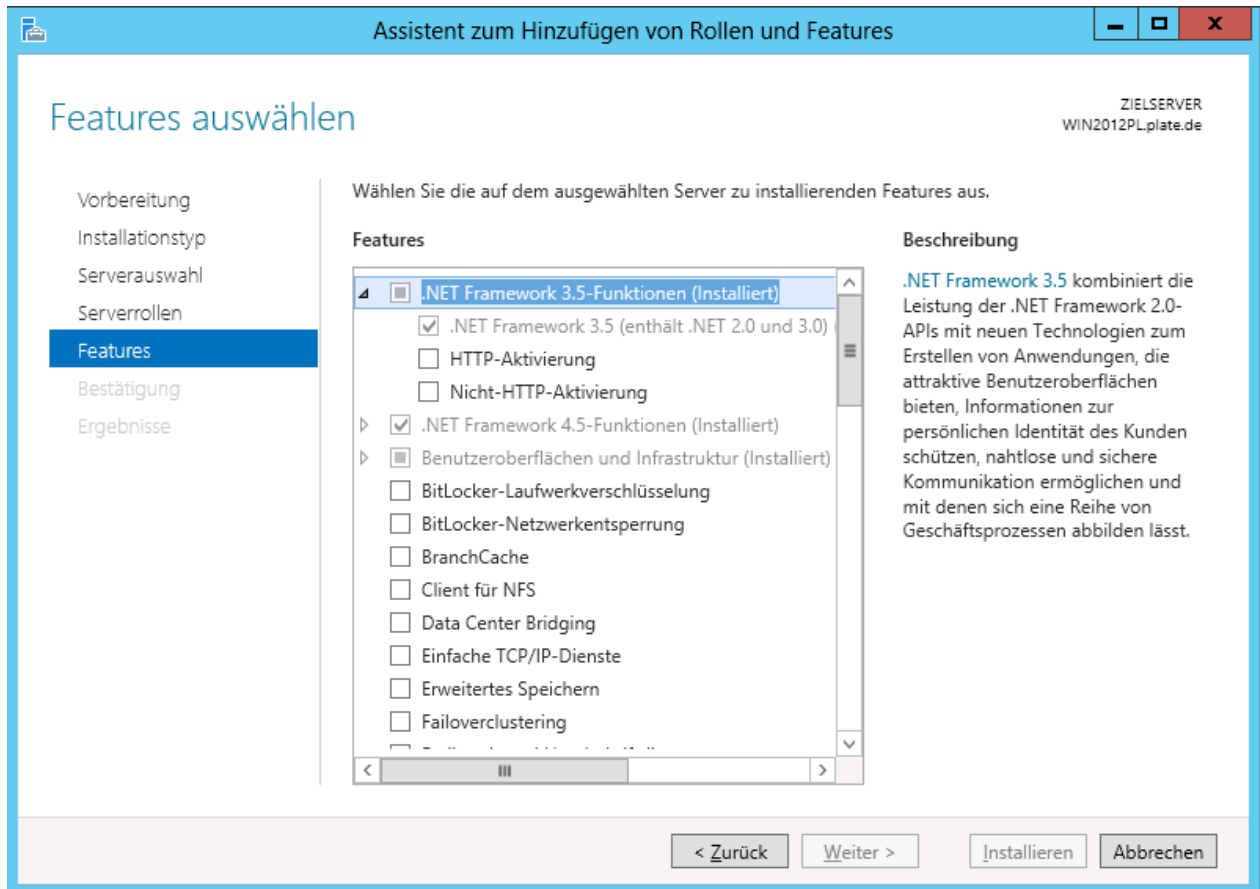 Assistent zum Hinzufügen von Rollen und Features
Features auswählen
ZIELSERVER
WIN2012PL.plate.de
Vorbereitung
Installationstyp
Serverauswahl
Serverrollen
Features
Bestätigung
Ergebnisse
Wählen Sie die auf dem ausgewählten Server zu installierenden Features aus.
Features
.NET Framework 3.5-Funktionen (Installiert)
.NET Framework 3.5 (enthält .NET 2.0 und 3.0) (
HTTP-Aktivierung
Nicht-HTTP-Aktivierung
.NET Framework 4.5-Funktionen (Installiert)
Benutzeroberflächen und Infrastruktur (Installiert)
BitLocker-Laufwerkverschlüsselung
BitLocker-Netzwerkentsperrung
BranchCache
Client für NFS
Data Center Bridging
Einfache TCP/IP-Dienste
Erweitertes Speichern
Failoverclustering
Beschreibung
.NET Framework 3.5 kombiniert die
Leistung der .NET Framework 2.0-
APIs mit neuen Technologien zum
Erstellen von Anwendungen, die
attraktive Benutzeroberflächen
bieten, Informationen zur
persönlichen Identität des Kunden
schützen, nahtlose und sichere
Kommunikation ermöglichen und
mit denen sich eine Reihe von
Geschäftsprozessen abbilden lässt.
< Zurück
Weiter >
Installieren
Abbrechen